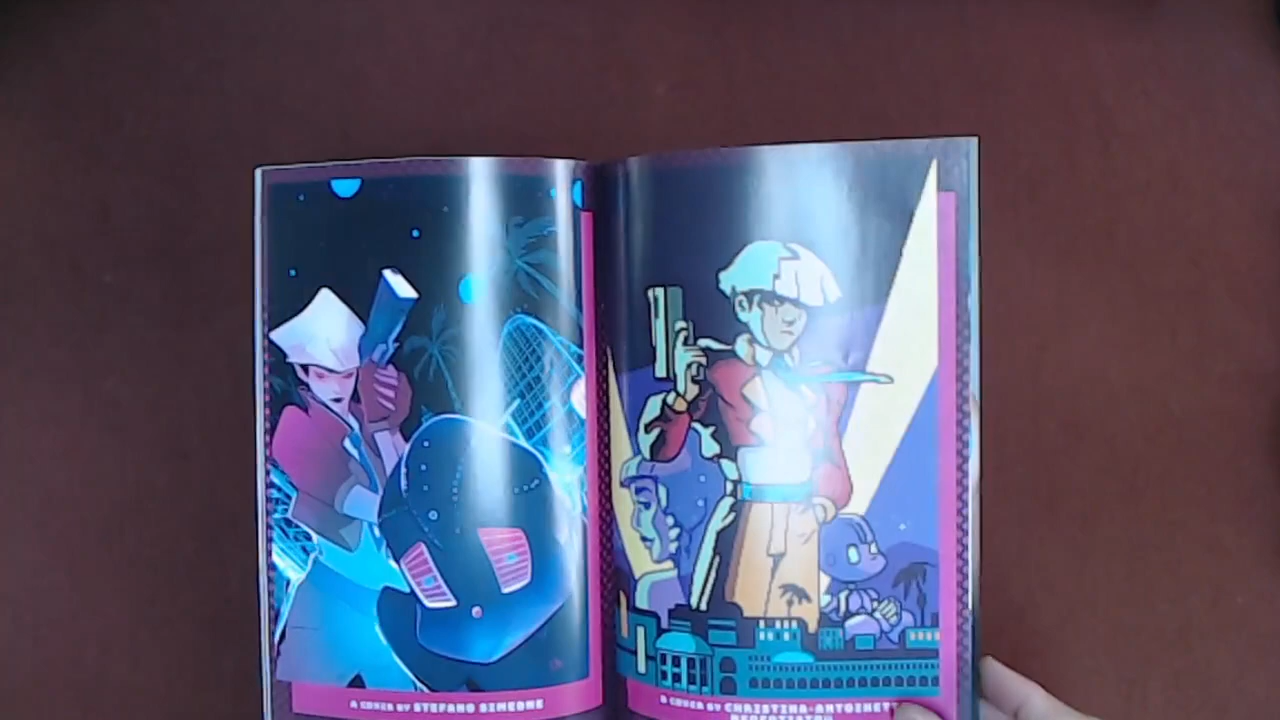 A COVER BY STEFANO SIMEONE
A COVER BY CHRISTINA-ANTOINETTE